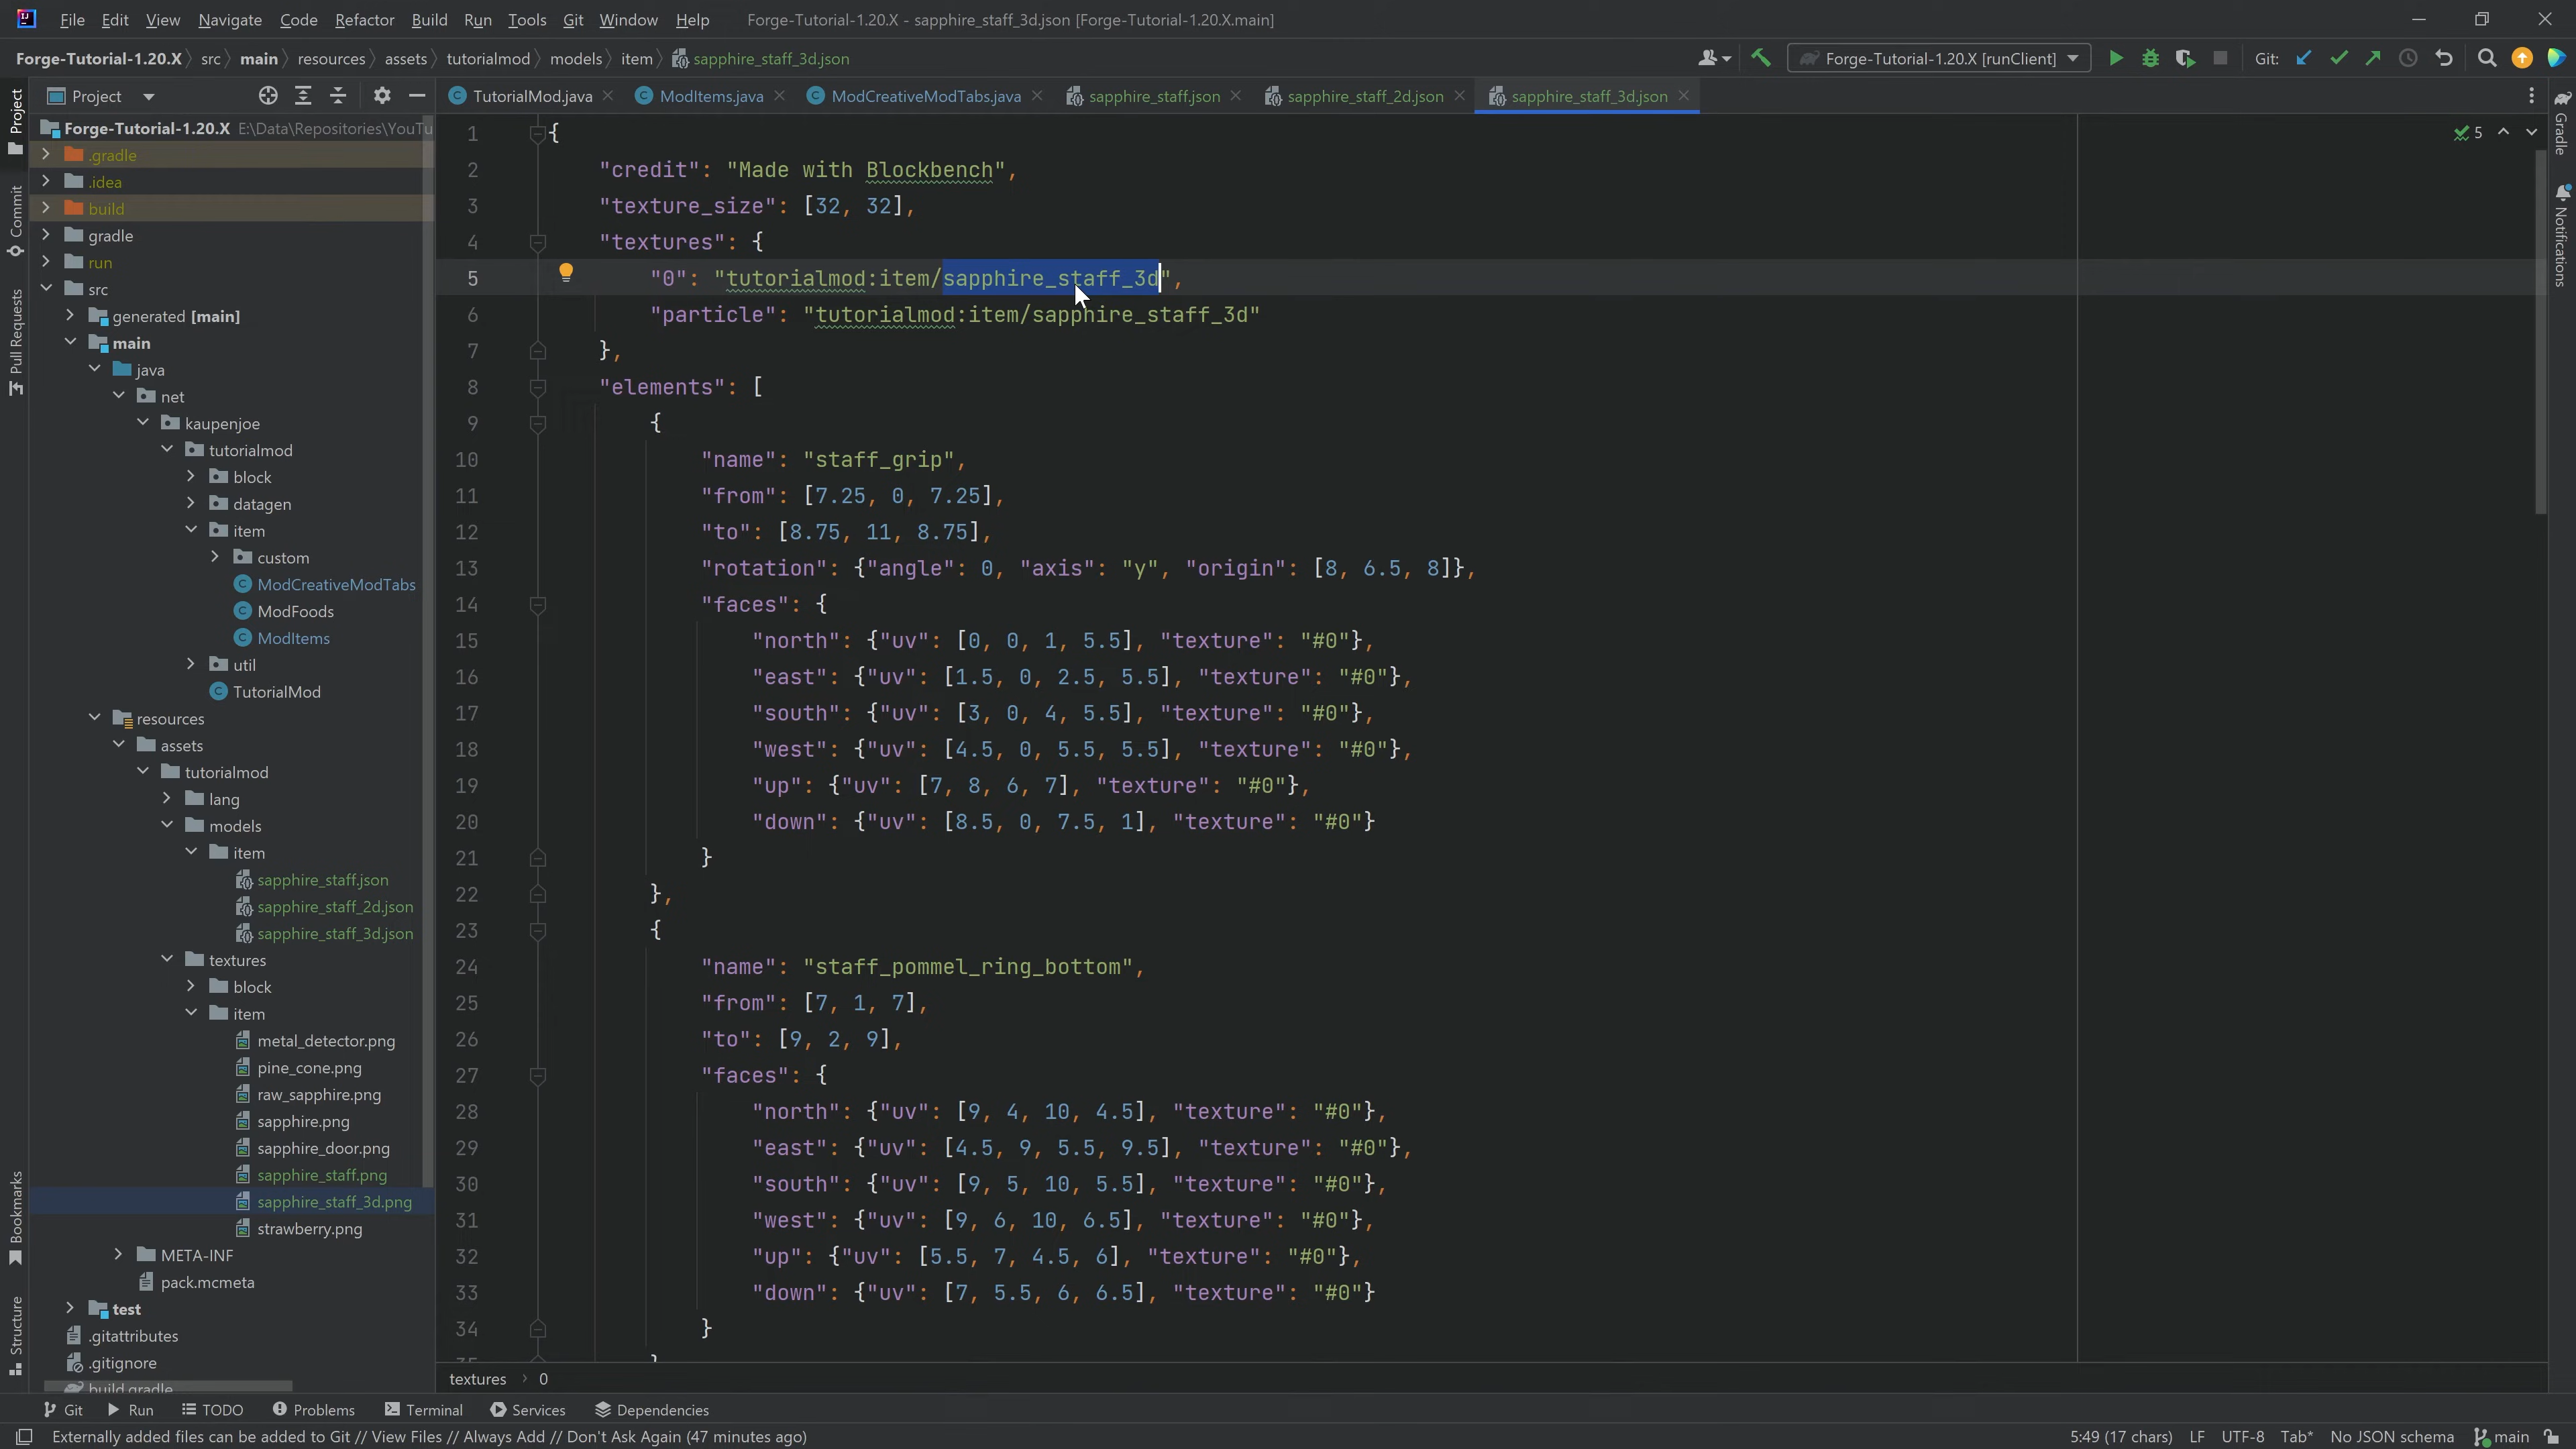 File Edit View Navigate Code Refactor Build Run Tools Git Window Help Forge-Tutorial-1.20.X - sapphire_staff_3d.json [Forge-Tutorial-1.20.X.main]
Forge-Tutorial-1.20.X src main resources assets tutorialmod models item sapphire_staff_3d.json Forge-Tutorial-1.20.X [runClient] Git:
Project TutorialMod.java ModItems.java ModCreativeModTabs.java sapphire_staff.json sapphire_staff_2d.json sapphire_staff_3d.json
Project
Commit
Pull Requests
Bookmarks
Structure
Forge-Tutorial-1.20.X E:\Data\Repositories\YouTu
.gradle
.idea
build
gradle
run
src
generated [main]
main
java
net
kaupenjoe
tutorialmod
block
datagen
item
custom
ModCreativeModTabs
ModFoods
ModItems
util
TutorialMod
resources
assets
tutorialmod
lang
models
item
sapphire_staff.json
sapphire_staff_2d.json
sapphire_staff_3d.json
textures
block
item
metal_detector.png
pine_cone.png
raw_sapphire.png
sapphire.png
sapphire_door.png
sapphire_staff.png
sapphire_staff_3d.png
strawberry.png
META-INF
pack.mcmeta
test
.gitattributes
.gitignore
build.gradle
1 {
2 "credit": "Made with Blockbench",
3 "texture_size": [32, 32],
4 "textures": {
5 "0": "tutorialmod:item/sapphire_staff_3d",
6 "particle": "tutorialmod:item/sapphire_staff_3d"
7 },
8 "elements": [
9 {
10 "name": "staff_grip",
11 "from": [7.25, 0, 7.25],
12 "to": [8.75, 11, 8.75],
13 "rotation": {"angle": 0, "axis": "y", "origin": [8, 6.5, 8]},
14 "faces": {
15 "north": {"uv": [0, 0, 1, 5.5], "texture": "#0"},
16 "east": {"uv": [1.5, 0, 2.5, 5.5], "texture": "#0"},
17 "south": {"uv": [3, 0, 4, 5.5], "texture": "#0"},
18 "west": {"uv": [4.5, 0, 5.5, 5.5], "texture": "#0"},
19 "up": {"uv": [7, 8, 6, 7], "texture": "#0"},
20 "down": {"uv": [8.5, 0, 7.5, 1], "texture": "#0"}
21 }
22 },
23 {
24 "name": "staff_pommel_ring_bottom",
25 "from": [7, 1, 7],
26 "to": [9, 2, 9],
27 "faces": {
28 "north": {"uv": [9, 4, 10, 4.5], "texture": "#0"},
29 "east": {"uv": [4.5, 9, 5.5, 9.5], "texture": "#0"},
30 "south": {"uv": [9, 5, 10, 5.5], "texture": "#0"},
31 "west": {"uv": [9, 6, 10, 6.5], "texture": "#0"},
32 "up": {"uv": [5.5, 7, 4.5, 6], "texture": "#0"},
33 "down": {"uv": [7, 5.5, 6, 6.5], "texture": "#0"}
34 }
35 }
5
Gradle
Notifications
textures 0
Git Run TODO Problems Terminal Services Dependencies
Externally added files can be added to Git // View Files // Always Add // Don't Ask Again (47 minutes ago) 5:49 (17 chars) LF UTF-8 Tab* No JSON schema main